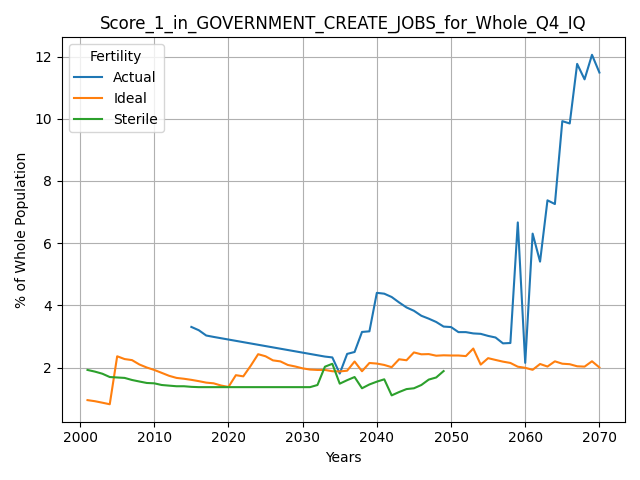 Score_1_in_GOVERNMENT_CREATE_JOBS_for_Whole_Q4_IQ
Fertility
Actual
Ideal
Sterile
% of Whole Population
12
10
8
6
4
2
2000 2010 2020 2030 2040 2050 2060 2070
Years